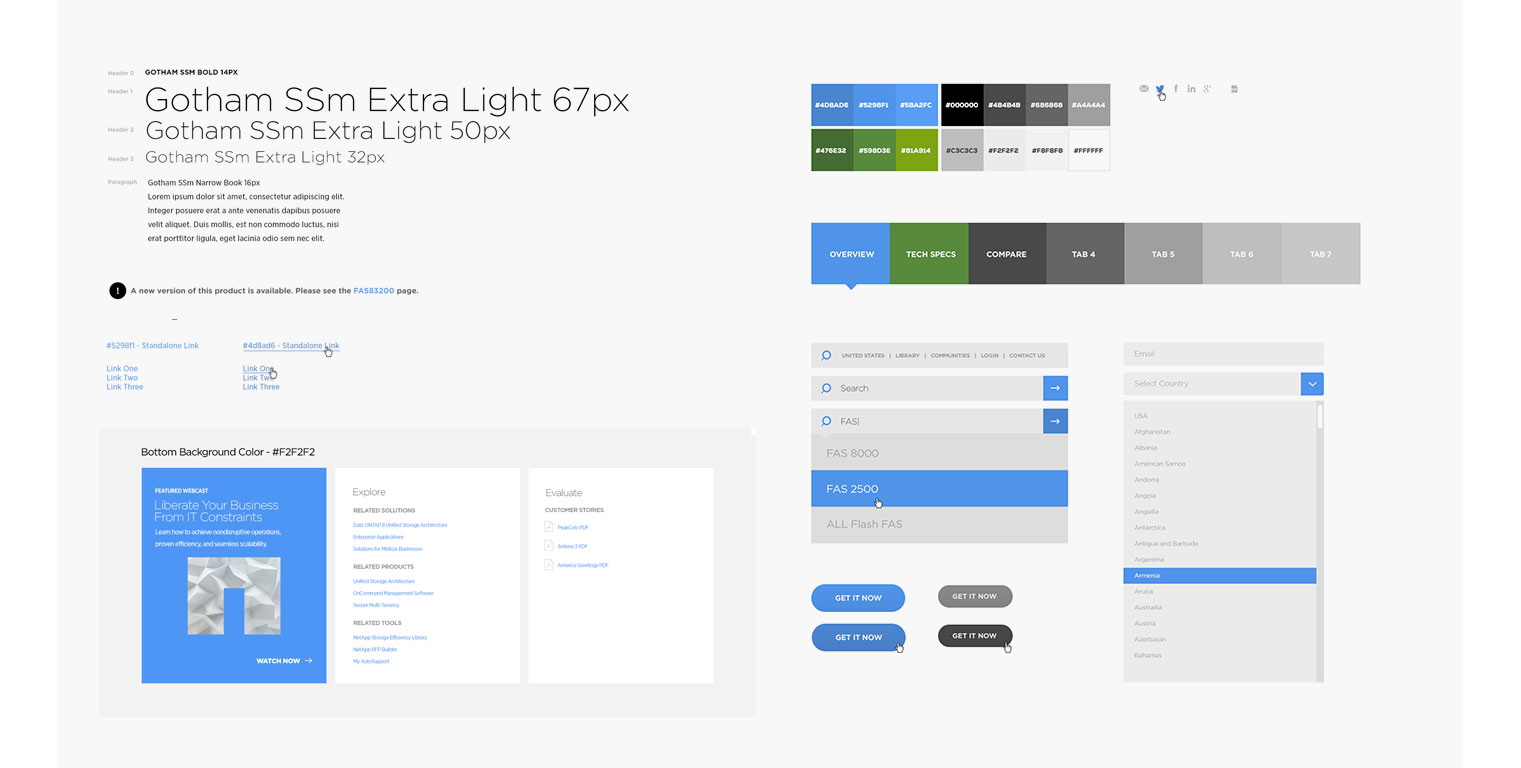 Header 0
GOTHAM SSM BOLD 14PX
Header 1
Gotham SSm Extra Light 67px
Header 2
Gotham SSm Extra Light 50px
Header 3
Gotham SSm Extra Light 32px
Paragraph
Gotham SSm Narrow Book 16px
Lorem ipsum dolor sit amet, consectetur adipiscing elit.
Integer posuere erat a ante venenatis dapibus posuere
velit aliquet. Duis mollis, est non commodo luctus, nisi
erat porttitor ligula, eget lacinia odio sem nec elit.
! A new version of this product is available. Please see the FAS83200 page.
–
#5298f1 - Standalone Link
#4d8ad6 - Standalone Link
Link One
Link Two
Link Three
Link One
Link Two
Link Three
Bottom Background Color - #F2F2F2
FEATURED WEBCAST
Liberate Your Business
From IT Constraints
Learn how to achieve nondisruptive operations,
proven efficiency, and seamless scalability.
WATCH NOW →
Explore
RELATED SOLUTIONS
Data ONTAP 8 Unified Storage Architecture
Enterprise Applications
Solutions for Midsize Businesses
RELATED PRODUCTS
Unified Storage Architecture
OnCommand Management Software
Secure Multi-Tenancy
RELATED TOOLS
NetApp Storage Efficiency Library
NetApp RFP Builder
My AutoSupport
Evaluate
CUSTOMER STORIES
PeakColo PDF
Antena 3 PDF
America Greetings PDF
#4D8AD6 #5298F1 #5BA2FC #000000 #4B4B4B #686868 #A4A4A4
#476E32 #598D3E #81A914 #C3C3C3 #F2F2F2 #F8F8F8 #FFFFFF
OVERVIEW TECH SPECS COMPARE TAB 4 TAB 5 TAB 6 TAB 7
UNITED STATES | LIBRARY | COMMUNITIES | LOGIN | CONTACT US
Search →
FAS| →
FAS 8000
FAS 2500
ALL Flash FAS
GET IT NOW
GET IT NOW
GET IT NOW
GET IT NOW
Email
Select Country
USA
Afghanistan
Albania
American Samoa
Andorra
Angola
Anguilla
Antarctica
Antigua and Barbuda
Argentina
Armenia
Aruba
Australia
Austria
Azerbaijan
Bahamas